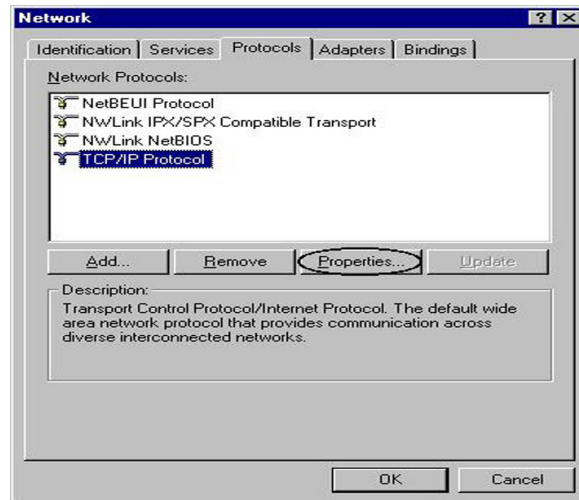 Network
Identification Services Protocols Adapters Bindings
Network Protocols:
NetBEUI Protocol
NWLink IPX/SPX Compatible Transport
NWLink NetBIOS
TCP/IP Protocol
Add... Remove Properties... Update
Description:
Transport Control Protocol/Internet Protocol. The default wide
area network protocol that provides communication across
diverse interconnected networks.
OK Cancel